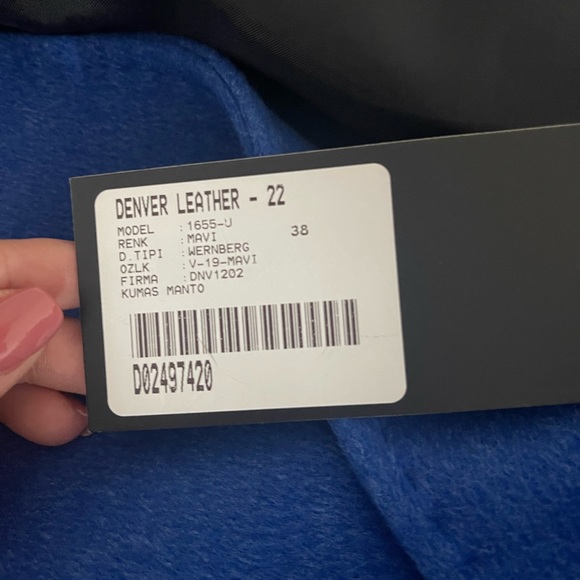 DENVER LEATHER - 22
MODEL : 1655-U
RENK : MAVI 38
D.TIPI : WERNBERG
OZLK : V-19-MAVI
FIRMA : DNV1202
KUMAS MANTO
D02497420